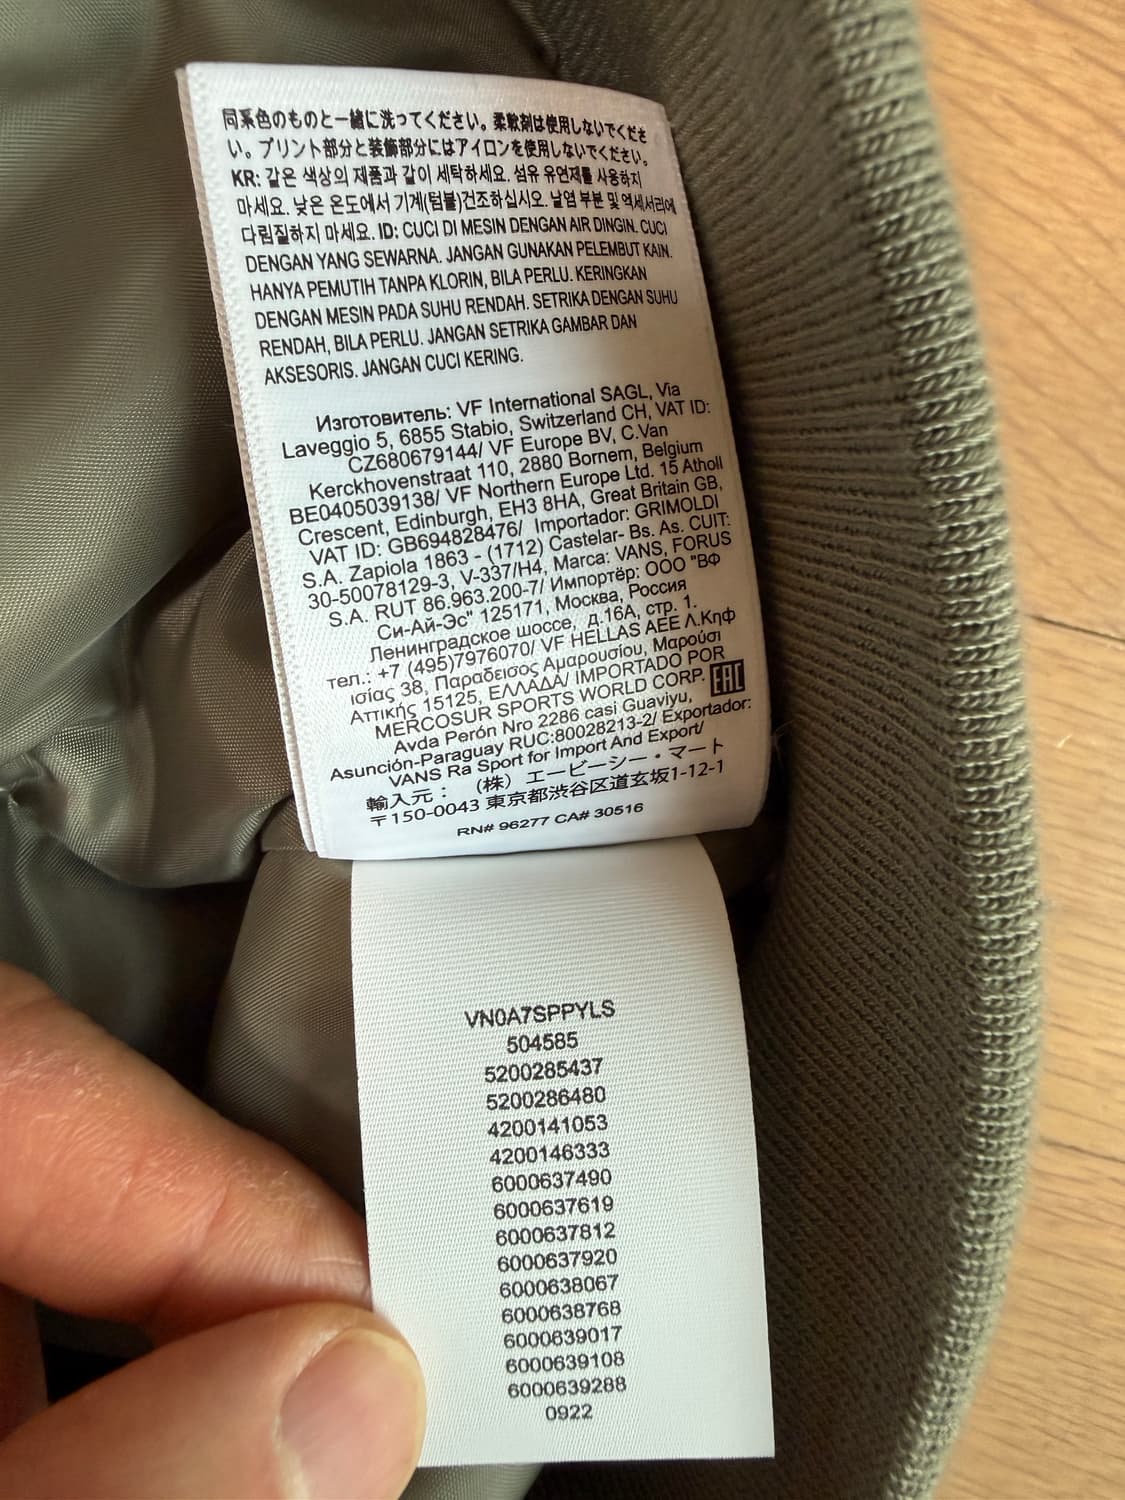 同系色のものと一緒に洗ってください。柔軟剤は使用しないでくださ
い。プリント部分と装飾部分にはアイロンを使用しないでください。
KR: 같은 색상의 제품과 같이 세탁하세요. 섬유 유연제를 사용하지
마세요. 낮은 온도에서 기계(텀블)건조하십시오. 날염 부분 및 역세서리에
다림질하지 마세요. ID: CUCI DI MESIN DENGAN AIR DINGIN. CUCI
DENGAN YANG SEWARNA. JANGAN GUNAKAN PELEMBUT KAIN.
HANYA PEMUTIH TANPA KLORIN, BILA PERLU. KERINGKAN
DENGAN MESIN PADA SUHU RENDAH. SETRIKA DENGAN SUHU
RENDAH, BILA PERLU. JANGAN SETRIKA GAMBAR DAN
AKSESORIS. JANGAN CUCI KERING.
Изготовитель: VF International SAGL, Via
Laveggio 5, 6855 Stabio, Switzerland CH, VAT ID:
CZ680679144/ VF Europe BV, C.Van
Kerckhovenstraat 110, 2880 Bornem, Belgium
BE0405039138/ VF Northern Europe Ltd. 15 Atholl
Crescent, Edinburgh, EH3 8HA, Great Britain GB,
VAT ID: GB694828476/ Importador: GRIMOLDI
S.A. Zapiola 1863 - (1712) Castelar- Bs. As. CUIT:
30-50078129-3, V-337/H4, Marca: VANS, FORUS
S.A. RUT 86.963.200-7/ Импортёр: ООО "ВФ
Си-Ай-Эс" 125171, Москва, Россия
Ленинградское шоссе, д.16А, стр. 1.
тел.: +7 (495)7976070/ VF HELLAS ΑΕΕ Λ.Κηφ
ισίας 38, Παραδεισος Αμαρουσίου, Μαρούσι
Αττικής 15125, ΕΛΛΑΔΑ/ IMPORTADO POR
MERCOSUR SPORTS WORLD CORP. EAC
Avda Perón Nro 2286 casi Guaviyu,
Asunción-Paraguay RUC:80028213-2/ Exportador:
VANS Ra Sport for Import And Export/
輸入元： （株） エービーシー・マート
〒150-0043 東京都渋谷区道玄坂1-12-1
RN# 96277 CA# 30516
VN0A7SPPYLS
504585
5200285437
5200286480
4200141053
4200146333
6000637490
6000637619
6000637812
6000637920
6000638067
6000638768
6000639017
6000639108
6000639288
0922